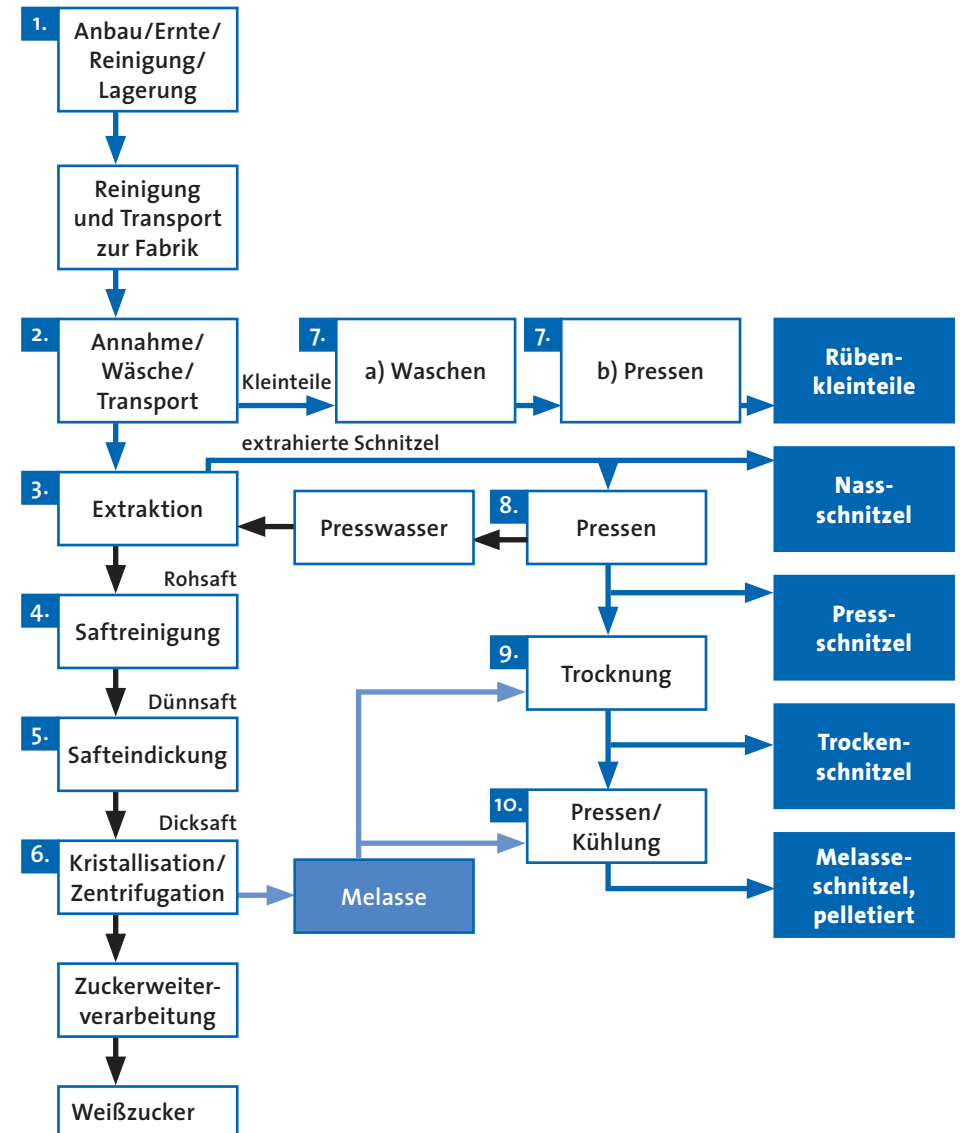 1.
Anbau/Ernte/
Reinigung/
Lagerung
Reinigung
und Transport
zur Fabrik
2.
Annahme/
Wäsche/
Transport
Kleinteile
7.
a) Waschen
7.
b) Pressen
Rüben-
kleinteile
extrahierte Schnitzel
3.
Extraktion
Presswasser
8.
Pressen
Nass-
schnitzel
Rohsaft
4.
Saftreinigung
Press-
schnitzel
9.
Trocknung
Dünnsaft
5.
Safteindickung
Trocken-
schnitzel
10.
Pressen/
Kühlung
Dicksaft
6.
Kristallisation/
Zentrifugation
Melasse
Melasse-
schnitzel,
pelletiert
Zuckerweiter-
verarbeitung
Weißzucker